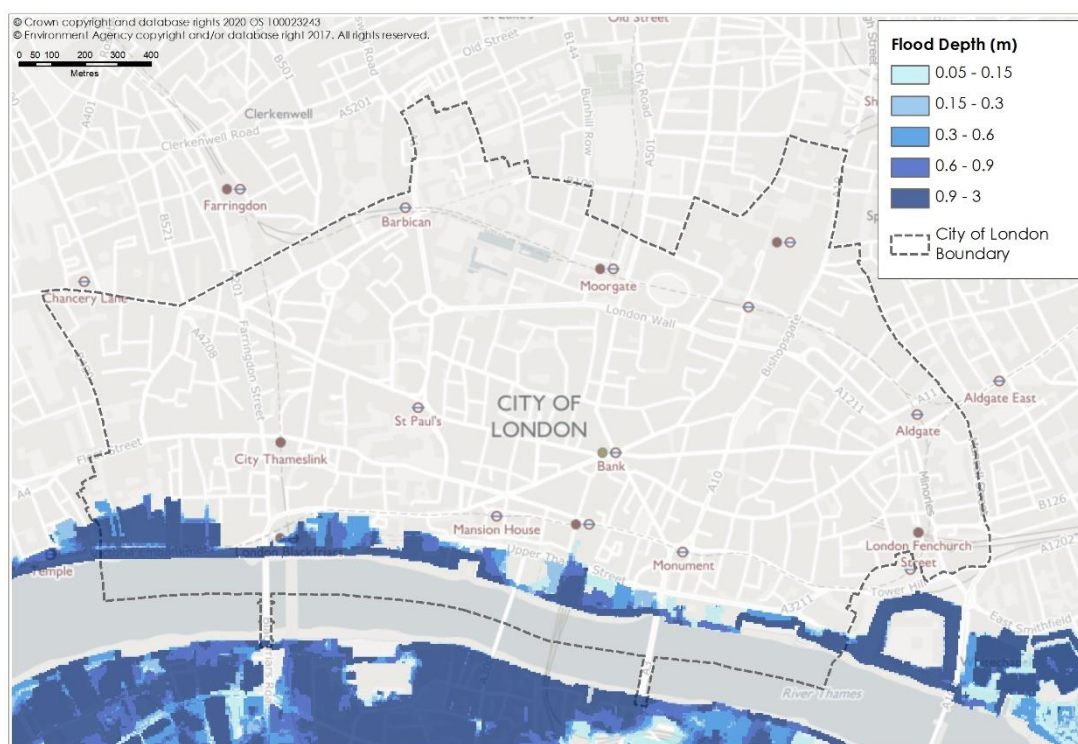 © Crown copyright and database rights 2020 OS 100023243
© Environment Agency copyright and/or database right 2017. All rights reserved.
0 50 100 200 300 400
Metres
Flood Depth (m)
0.05 - 0.15
0.15 - 0.3
0.3 - 0.6
0.6 - 0.9
0.9 - 3
City of London
Boundary
Old Street
Old Street
B144
City Road
Bunhill Row
A501
B501
A401
A5201
Clerkenwell
Clerkenwell Road
Farringdon
B521
Barbican
Moorgate
Chancery Lane
London Wall
Bishopsgate
A4208
Farringdon Street
A1211
Aldgate East
St Paul's
CITY OF
LONDON
Aldgate
City Thameslink
Bank
A10
A4
Minories
B126
Mansion House
London Fenchurch
Street
A1202
London Blackfriars
Upper Thames Street
Monument
Temple
Tower Hill
A3211
East Smithfield
River Thames